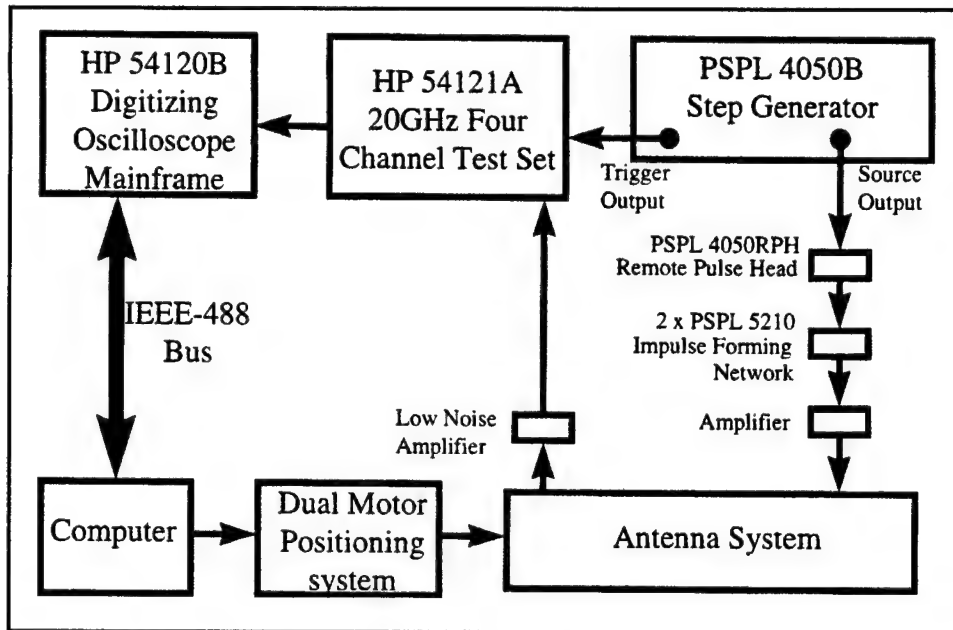 HP 54120B
Digitizing
Oscilloscope
Mainframe
HP 54121A
20GHz Four
Channel Test Set
PSPL 4050B
Step Generator
Trigger
Output
Source
Output
PSPL 4050RPH
Remote Pulse Head
2 x PSPL 5210
Impulse Forming
Network
Amplifier
IEEE-488
Bus
Low Noise
Amplifier
Computer
Dual Motor
Positioning
system
Antenna System